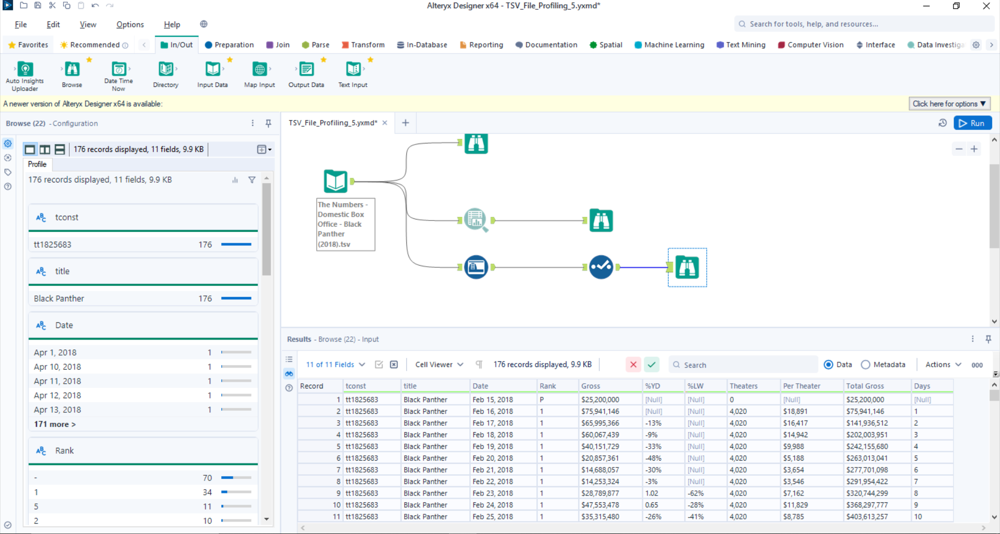 Alteryx Designer x64 - TSV_File_Profiling_5.yxmd*
File Edit View Options Help
Search for tools, help, and resources...
Favorites Recommended In/Out Preparation Join Parse Transform In-Database Reporting Documentation Spatial Machine Learning Text Mining Computer Vision Interface Data Investiga
Auto Insights Uploader
Browse
Date Time Now
Directory
Input Data
Map Input
Output Data
Text Input
A newer version of Alteryx Designer x64 is available:
Click here for options ▼
Browse (22) - Configuration
TSV_File_Profiling_5.yxmd*
Run
176 records displayed, 11 fields, 9.9 KB
Profile
176 records displayed, 11 fields, 9.9 KB
ABC tconst
tt1825683 176
ABC title
Black Panther 176
ABC Date
Apr 1, 2018 1
Apr 10, 2018 1
Apr 11, 2018 1
Apr 12, 2018 1
Apr 13, 2018 1
171 more >
ABC Rank
- 70
1 34
5 11
2 10
The Numbers -
Domestic Box
Office - Black
Panther
(2018).tsv
Results - Browse (22) - Input
11 of 11 Fields Cell Viewer 176 records displayed, 9.9 KB Search Data Metadata Actions 000
Record tconst title Date Rank Gross %YD %LW Theaters Per Theater Total Gross Days
1 tt1825683 Black Panther Feb 15, 2018 P $25,200,000 [Null] [Null] 0 [Null] $25,200,000 [Null]
2 tt1825683 Black Panther Feb 16, 2018 1 $75,941,146 [Null] [Null] 4,020 $18,891 $75,941,146 1
3 tt1825683 Black Panther Feb 17, 2018 1 $65,995,366 -13% [Null] 4,020 $16,417 $141,936,512 2
4 tt1825683 Black Panther Feb 18, 2018 1 $60,067,439 -9% [Null] 4,020 $14,942 $202,003,951 3
5 tt1825683 Black Panther Feb 19, 2018 1 $40,151,729 -33% [Null] 4,020 $9,988 $242,155,680 4
6 tt1825683 Black Panther Feb 20, 2018 1 $20,857,361 -48% [Null] 4,020 $5,188 $263,013,041 5
7 tt1825683 Black Panther Feb 21, 2018 1 $14,688,057 -30% [Null] 4,020 $3,654 $277,701,098 6
8 tt1825683 Black Panther Feb 22, 2018 1 $14,253,324 -3% [Null] 4,020 $3,546 $291,954,422 7
9 tt1825683 Black Panther Feb 23, 2018 1 $28,789,877 1.02 -62% 4,020 $7,162 $320,744,299 8
10 tt1825683 Black Panther Feb 24, 2018 1 $47,553,478 0.65 -28% 4,020 $11,829 $368,297,777 9
11 tt1825683 Black Panther Feb 25, 2018 1 $35,315,480 -26% -41% 4,020 $8,785 $403,613,257 10